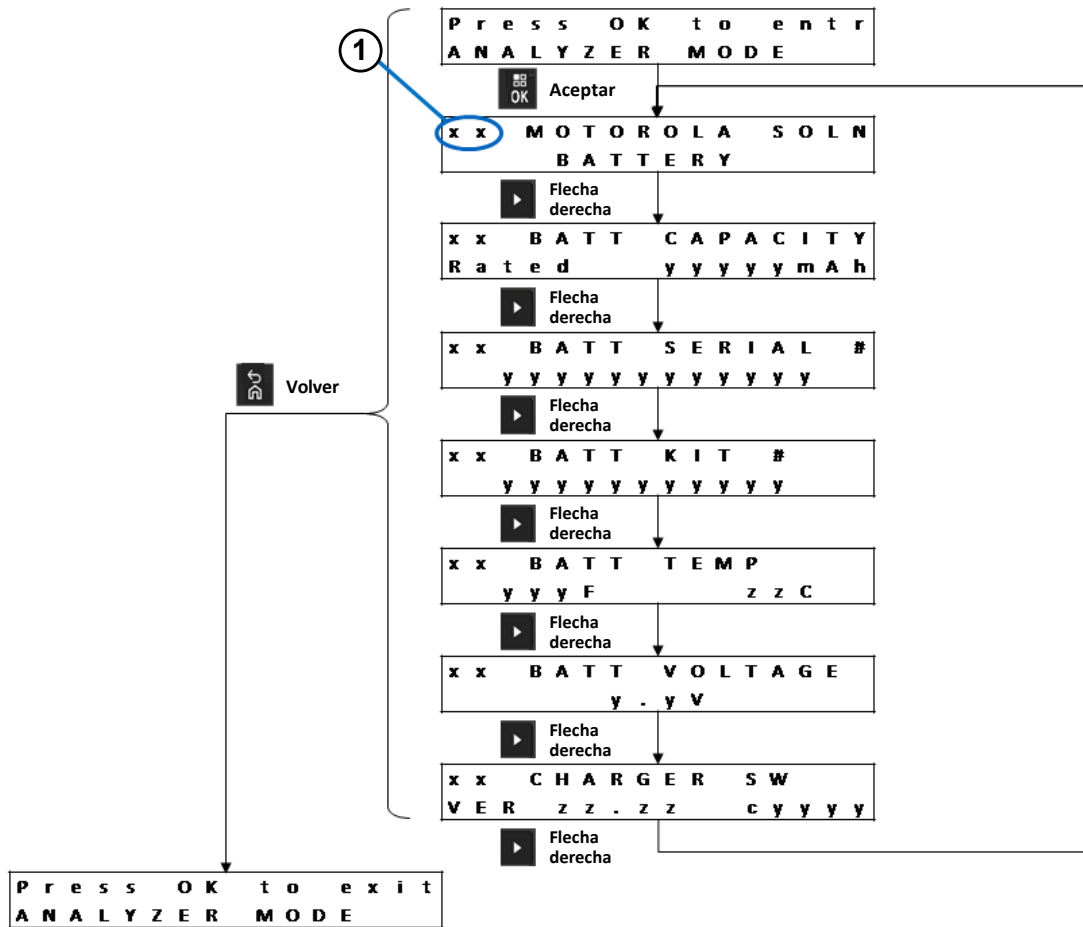 Press OK to entr
ANALYZER MODE
1
OK
Aceptar
xx MOTOROLA SOLN
BATTERY
Flecha
derecha
xx BATT CAPACITY
Rated yyyyymAh
Flecha
derecha
xx BATT SERIAL #
yyyyyyyyyyyy
Flecha
derecha
Volver
xx BATT KIT #
yyyyyyyyyyy
Flecha
derecha
xx BATT TEMP
yyyF zzC
Flecha
derecha
xx BATT VOLTAGE
y.yV
Flecha
derecha
xx CHARGER SW
VER zz.zz cyyyy
Flecha
derecha
Press OK to exit
ANALYZER MODE